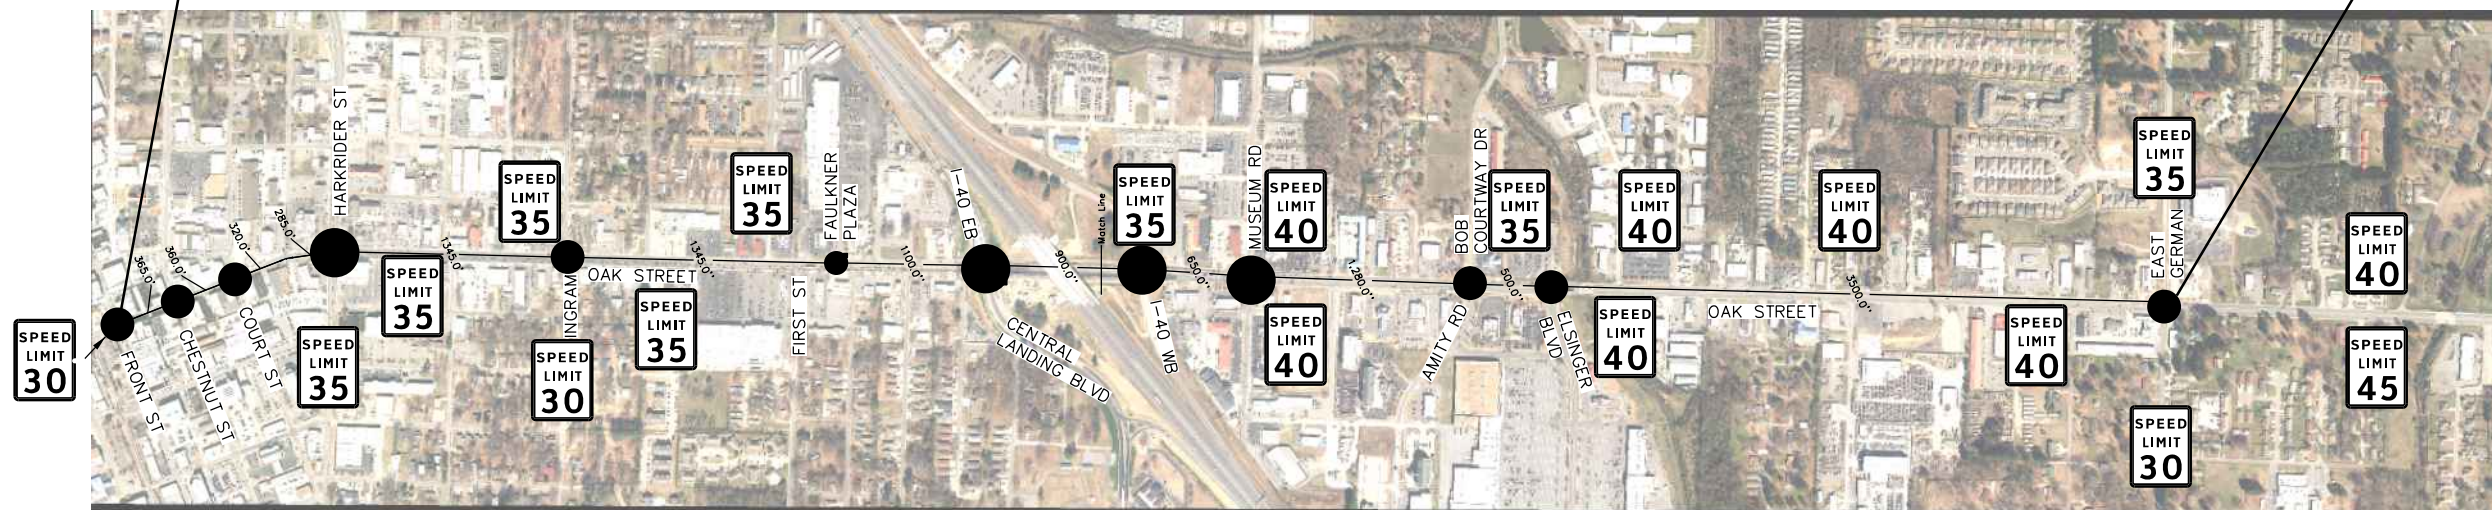 SPEED
LIMIT
30
365.0'
FRONT ST
360.0'
CHESTNUT ST
320.0'
COURT ST
285.0'
HARKRIDER ST
SPEED
LIMIT
35
1345.0'
SPEED
LIMIT
35
SPEED
LIMIT
35
INGRAM
SPEED
LIMIT
30
OAK STREET
1345.0''
SPEED
LIMIT
35
SPEED
LIMIT
35
FIRST ST
FAULKNER
PLAZA
1100.0''
I-40 EB
CENTRAL
LANDING BLVD
900.0''
Match Line
SPEED
LIMIT
35
I-40 WB
650.0''
MUSEUM RD
SPEED
LIMIT
40
SPEED
LIMIT
40
1,280.0''
BOB
COURTWAY DR
AMITY RD
SPEED
LIMIT
35
500.0''
ELSINGER
BLVD
SPEED
LIMIT
40
SPEED
LIMIT
40
OAK STREET
SPEED
LIMIT
40
3500.0''
SPEED
LIMIT
40
SPEED
LIMIT
35
EAST
GERMAN
SPEED
LIMIT
30
SPEED
LIMIT
40
SPEED
LIMIT
45